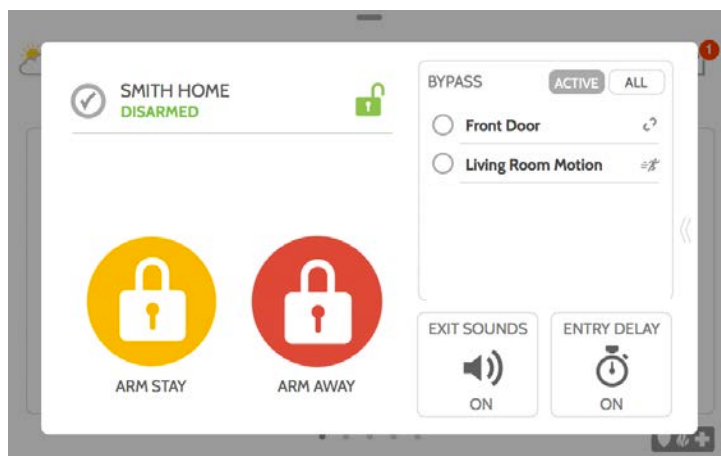 SMITH HOME
DISARMED
ARM STAY
ARM AWAY
BYPASS
ACTIVE
ALL
Front Door
Living Room Motion
EXIT SOUNDS
ON
ENTRY DELAY
ON
1